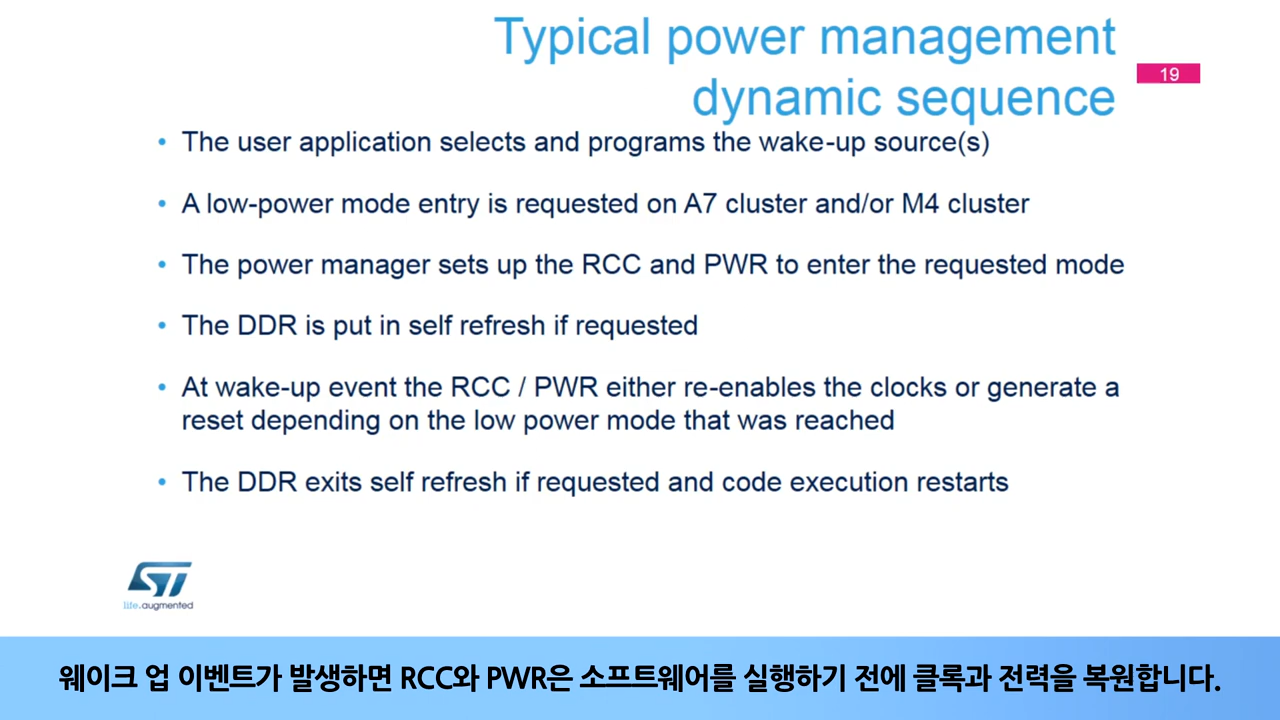 Typical power management
dynamic sequence
19
• The user application selects and programs the wake-up source(s)
• A low-power mode entry is requested on A7 cluster and/or M4 cluster
• The power manager sets up the RCC and PWR to enter the requested mode
• The DDR is put in self refresh if requested
• At wake-up event the RCC / PWR either re-enables the clocks or generate a
reset depending on the low power mode that was reached
• The DDR exits self refresh if requested and code execution restarts
ST
life.augmented
웨이크 업 이벤트가 발생하면 RCC와 PWR은 소프트웨어를 실행하기 전에 클록과 전력을 복원합니다.